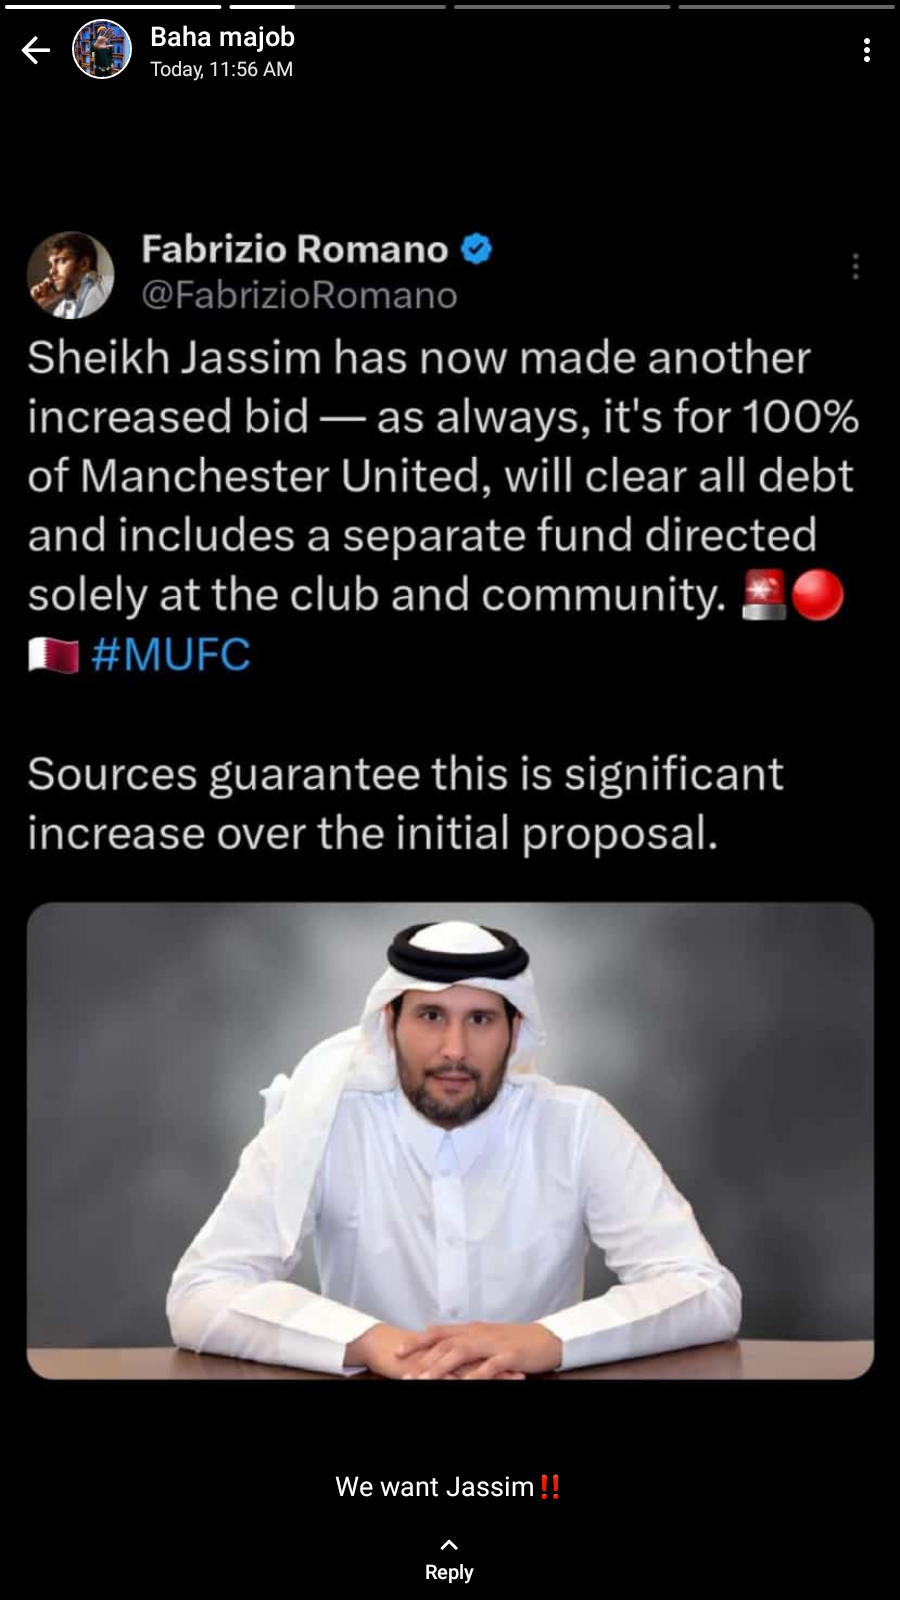 Baha majob
Today, 11:56 AM
Fabrizio Romano
@FabrizioRomano
Sheikh Jassim has now made another
increased bid — as always, it's for 100%
of Manchester United, will clear all debt
and includes a separate fund directed
solely at the club and community. 🚨🔴
🇶🇦 #MUFC
Sources guarantee this is significant
increase over the initial proposal.
We want Jassim‼️
Reply